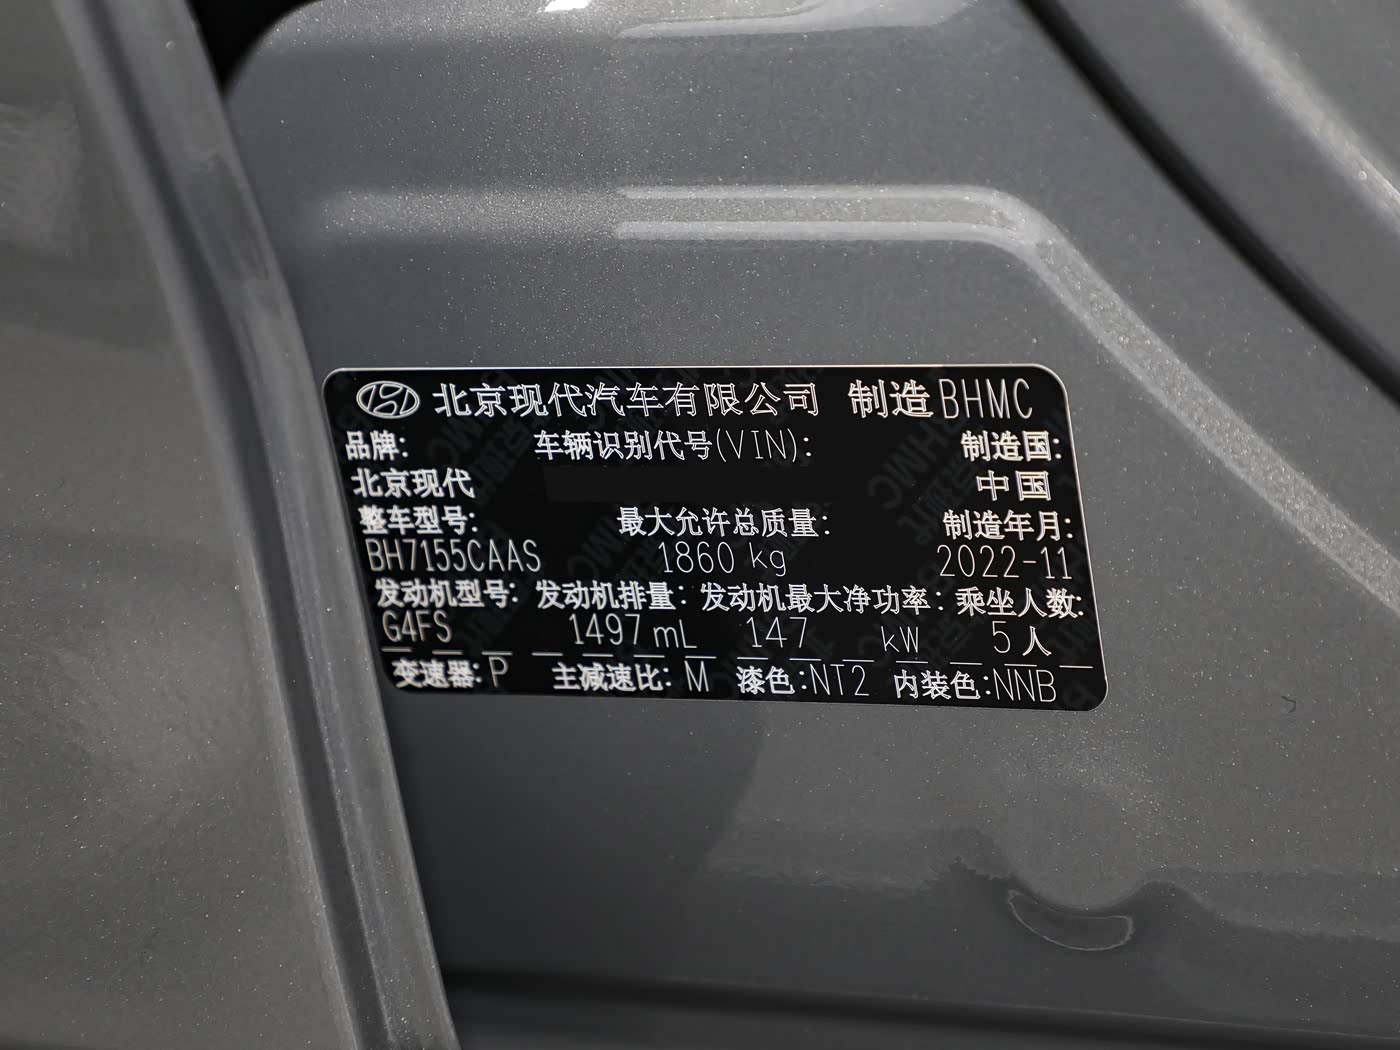 北京现代汽车有限公司 制造BHMC
品牌: 车辆识别代号(VIN): 制造国:
北京现代 中国
整车型号: 最大允许总质量: 制造年月:
BH7155CAAS 1860 kg 2022-11
发动机型号: 发动机排量: 发动机最大净功率: 乘坐人数:
G4FS 1497 mL 147 kW 5人
变速器:P 主减速比: M 漆色:NT2 内装色:NNB